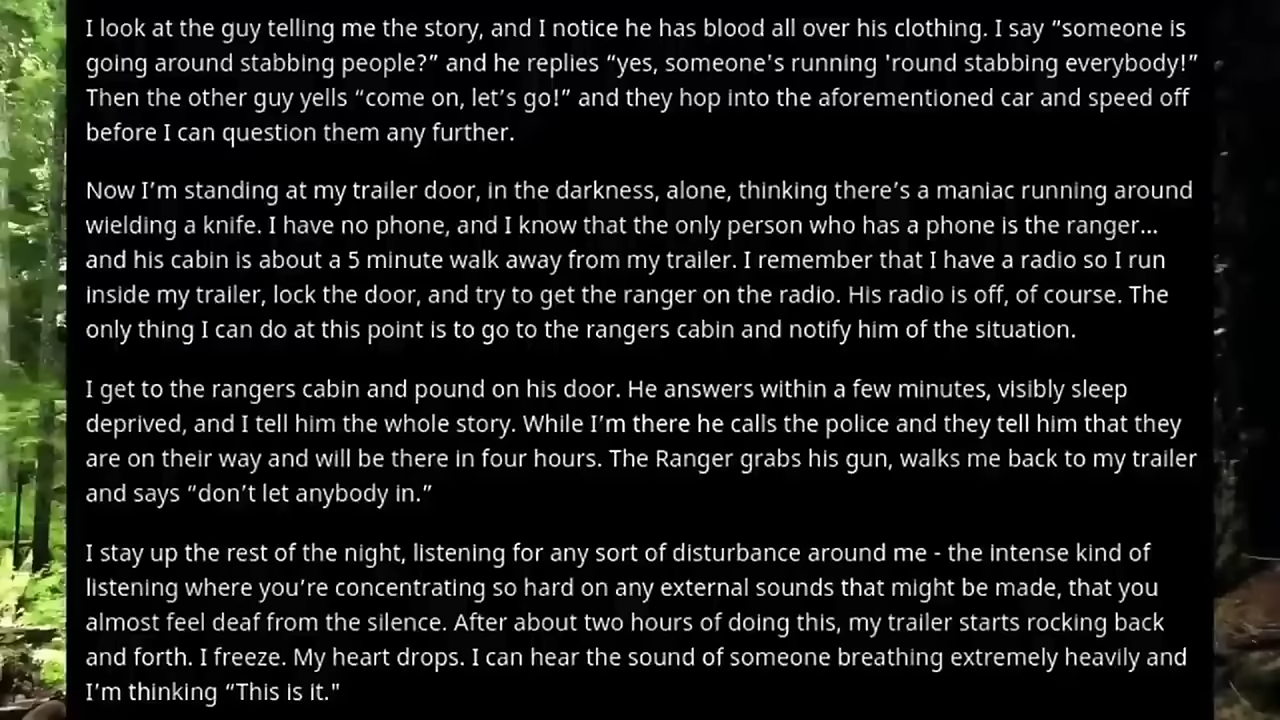 I look at the guy telling me the story, and I notice he has blood all over his clothing. I say “someone is
going around stabbing people?” and he replies “yes, someone's running 'round stabbing everybody!”
Then the other guy yells “come on, let’s go!” and they hop into the aforementioned car and speed off
before I can question them any further.
Now I’m standing at my trailer door, in the darkness, alone, thinking there’s a maniac running around
wielding a knife. I have no phone, and I know that the only person who has a phone is the ranger...
and his cabin is about a 5 minute walk away from my trailer. I remember that I have a radio so I run
inside my trailer, lock the door, and try to get the ranger on the radio. His radio is off, of course. The
only thing I can do at this point is to go to the rangers cabin and notify him of the situation.
I get to the rangers cabin and pound on his door. He answers within a few minutes, visibly sleep
deprived, and I tell him the whole story. While I’m there he calls the police and they tell him that they
are on their way and will be there in four hours. The Ranger grabs his gun, walks me back to my trailer
and says “don’t let anybody in.”
I stay up the rest of the night, listening for any sort of disturbance around me - the intense kind of
listening where you’re concentrating so hard on any external sounds that might be made, that you
almost feel deaf from the silence. After about two hours of doing this, my trailer starts rocking back
and forth. I freeze. My heart drops. I can hear the sound of someone breathing extremely heavily and
I’m thinking “This is it."